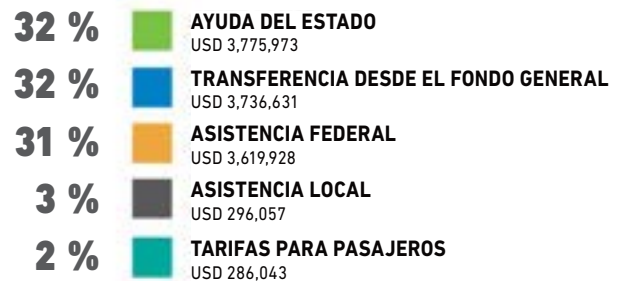 32 % AYUDA DEL ESTADO
USD 3,775,973
32 % TRANSFERENCIA DESDE EL FONDO GENERAL
USD 3,736,631
31 % ASISTENCIA FEDERAL
USD 3,619,928
3 % ASISTENCIA LOCAL
USD 296,057
2 % TARIFAS PARA PASAJEROS
USD 286,043